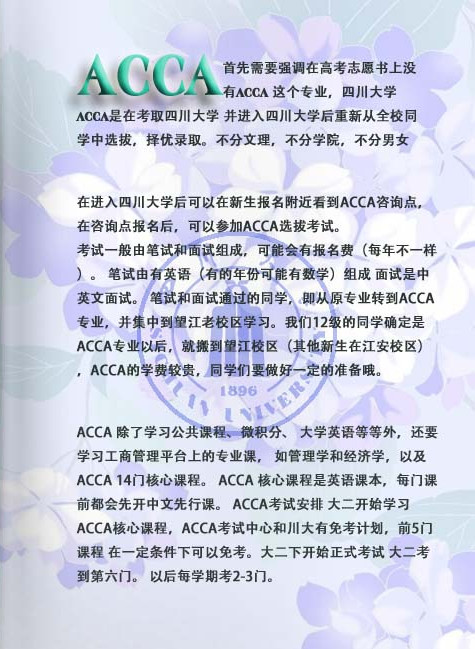 ACCA首先需要强调在高考志愿书上没
有ACCA 这个专业，四川大学
ACCA是在考取四川大学 并进入四川大学后重新从全校同
学中选拔，择优录取。不分文理，不分学院，不分男女
在进入四川大学后可以在新生报名附近看到ACCA咨询点，
在咨询点报名后，可以参加ACCA选拔考试。
考试一般由笔试和面试组成，可能会有报名费（每年不一样
）。 笔试由有英语（有的年份可能有数学）组成 面试是中
英文面试。 笔试和面试通过的同学，即从原专业转到ACCA
专业，并集中到望江老校区学习。我们12级的同学确定是
ACCA专业以后，就搬到望江校区（其他新生在江安校区）
，ACCA的学费较贵，同学们要做好一定的准备哦。
1896
UNIVERS
ACCA 除了学习公共课程、微积分、 大学英语等等外，还要
学习工商管理平台上的专业课， 如管理学和经济学，以及
ACCA 14门核心课程。 ACCA 核心课程是英语课本，每门课
前都会先开中文先行课。 ACCA考试安排 大二开始学习
ACCA核心课程，ACCA考试中心和川大有免考计划，前5门
课程 在一定条件下可以免考。大二下开始正式考试 大二考
到第六门。 以后每学期考2-3门。